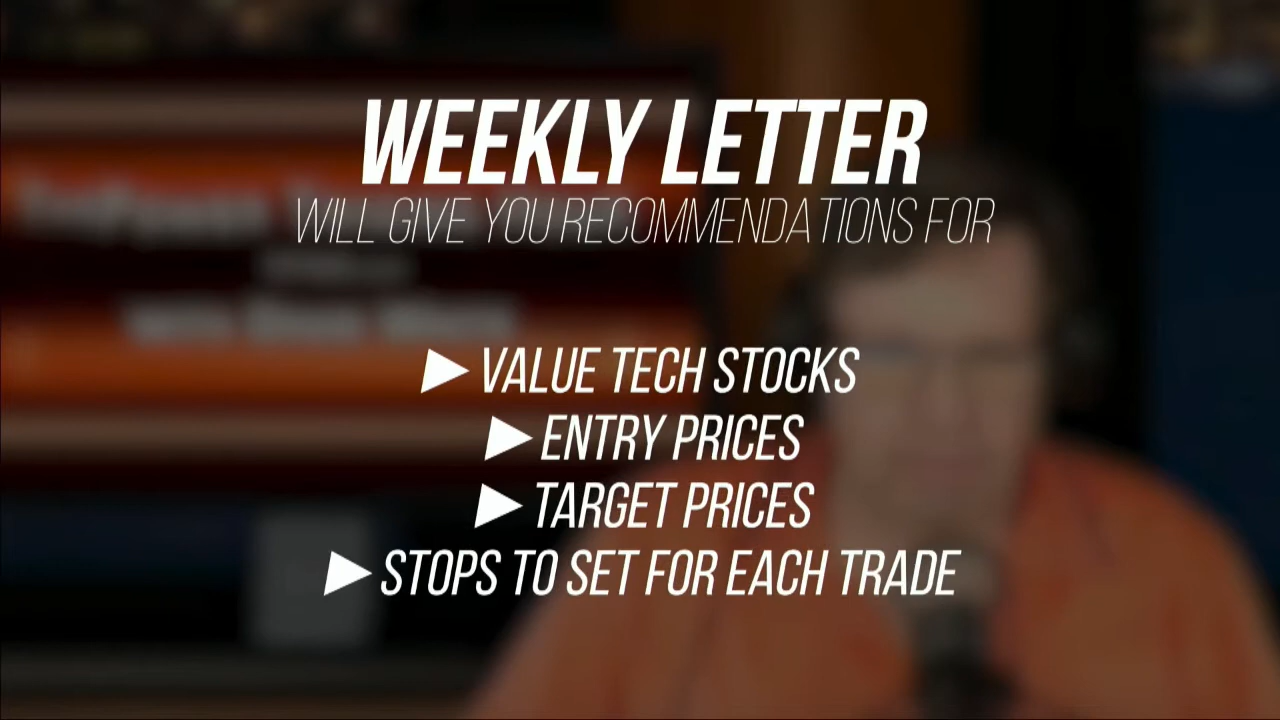 WEEKLY LETTER
WILL GIVE YOU RECOMMENDATIONS FOR
▶ VALUE TECH STOCKS
▶ ENTRY PRICES
▶ TARGET PRICES
▶ STOPS TO SET FOR EACH TRADE